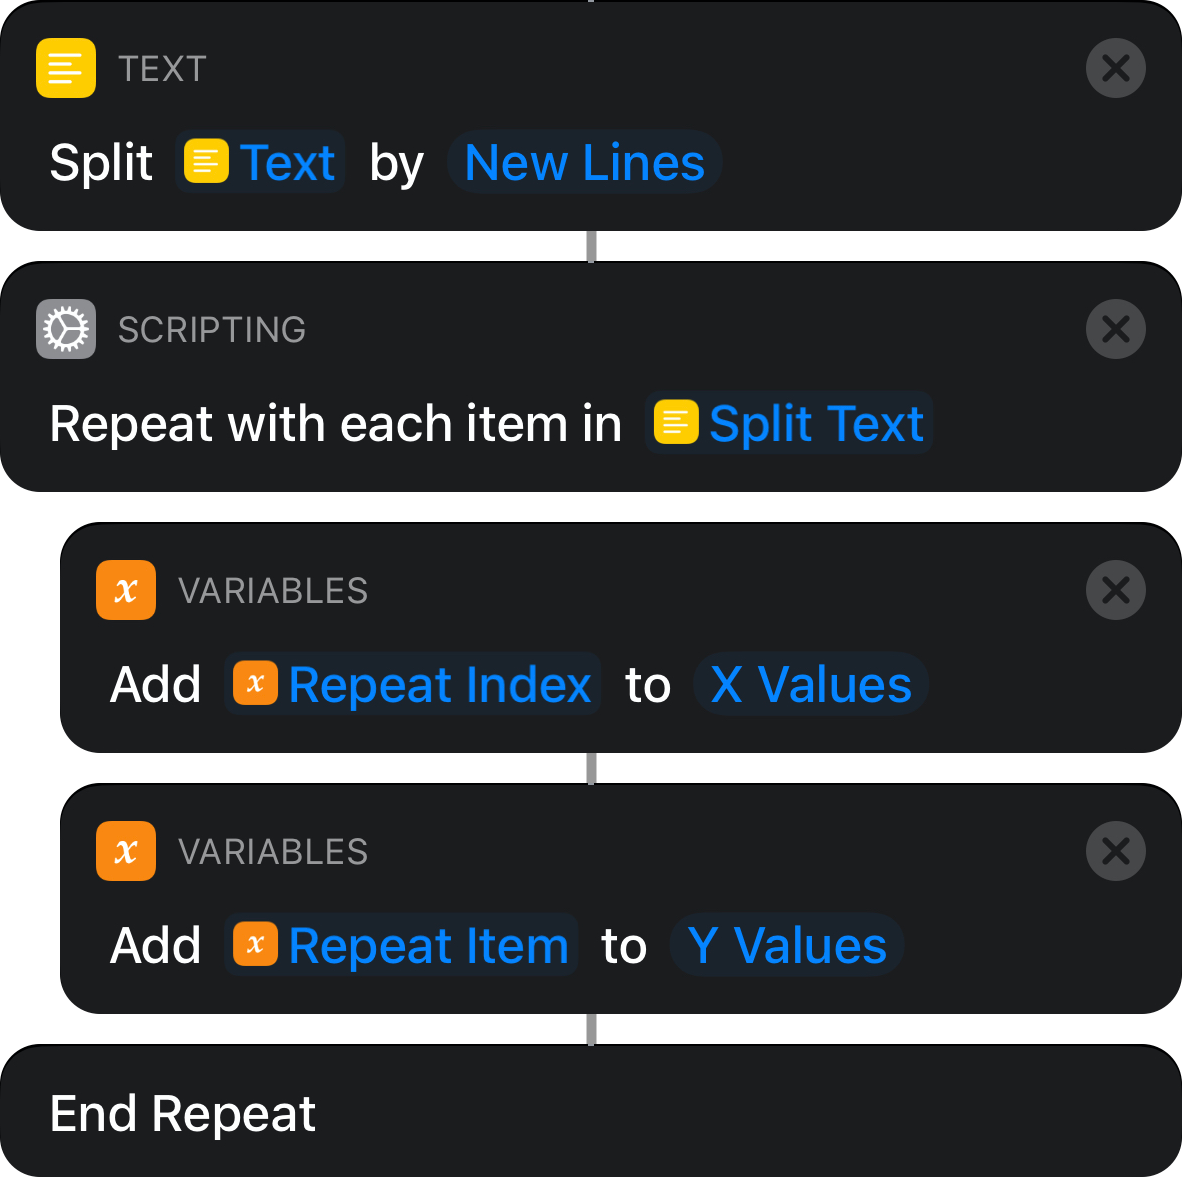 TEXT
Split Text by New Lines
SCRIPTING
Repeat with each item in Split Text
x VARIABLES
Add x Repeat Index to X Values
x VARIABLES
Add x Repeat Item to Y Values
End Repeat